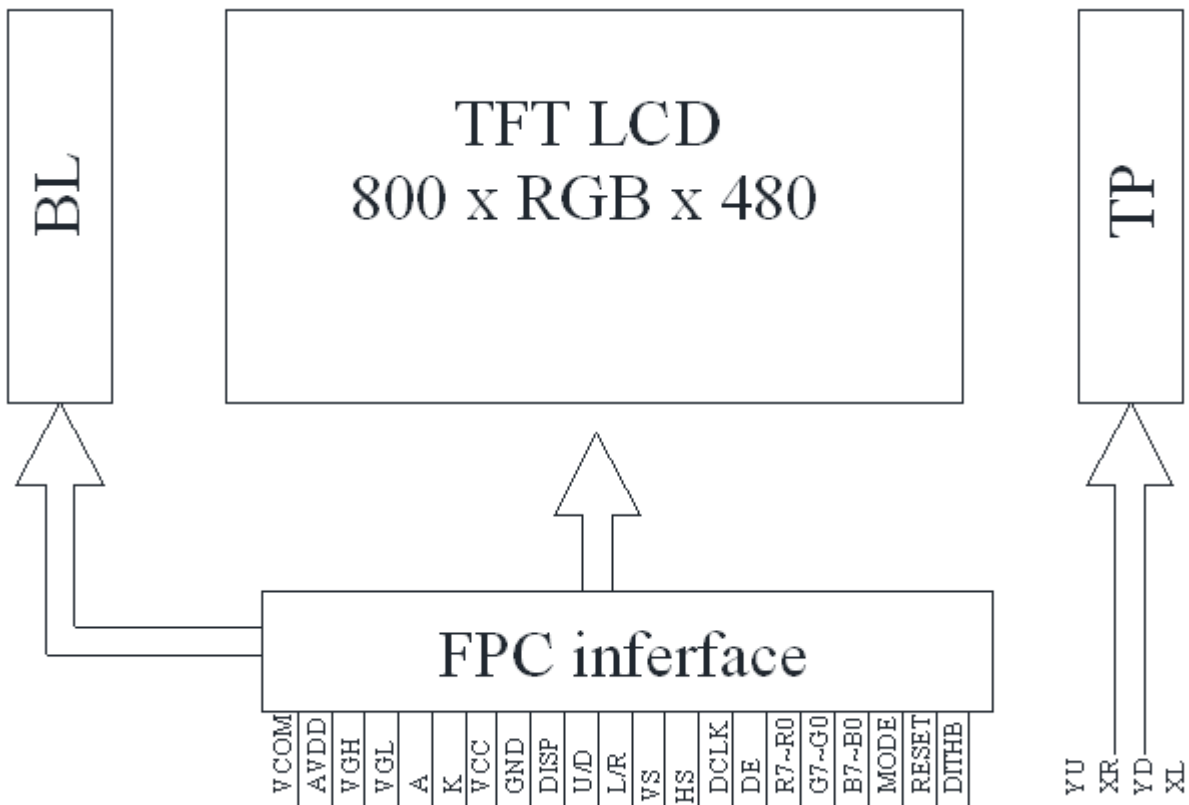 BL
TFT LCD
800 x RGB x 480
TP
FPC inferface
VCOM
AVDD
VGH
VGL
A
K
VCC
GND
DISP
U/D
L/R
VS
HS
DCLK
DE
R7~R0
G7~G0
B7~B0
MODE
RESET
DITHB
YU
XR
YD
XL